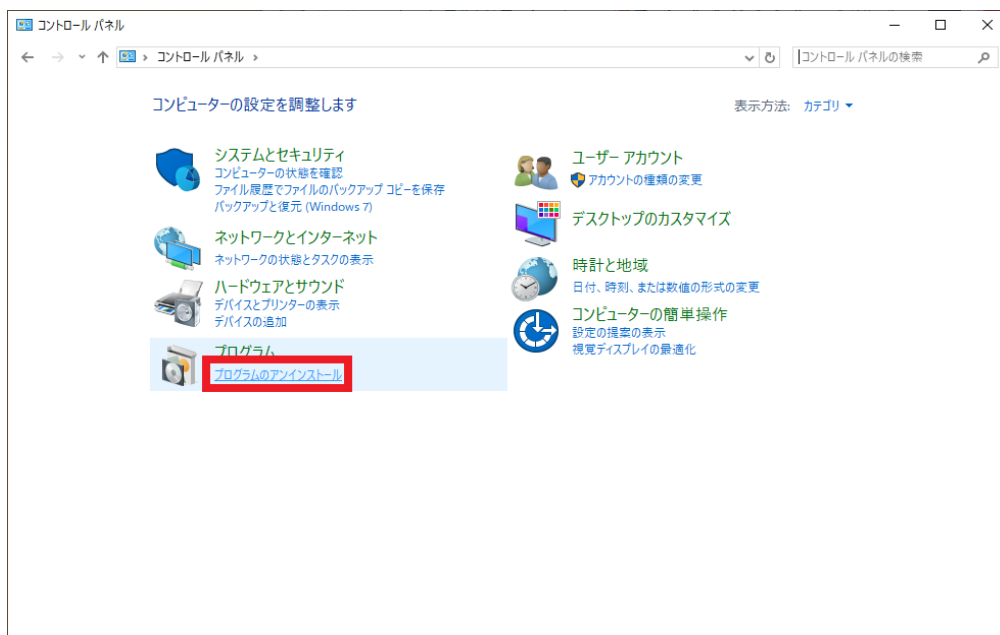 コントロール パネル
コントロール パネル
コントロール パネルの検索
コンピューターの設定を調整します
表示方法: カテゴリ
システムとセキュリティ
コンピューターの状態を確認
ファイル履歴でファイルのバックアップ コピーを保存
バックアップと復元 (Windows 7)
ネットワークとインターネット
ネットワークの状態とタスクの表示
ハードウェアとサウンド
デバイスとプリンターの表示
デバイスの追加
プログラム
プログラムのアンインストール
ユーザー アカウント
アカウントの種類の変更
デスクトップのカスタマイズ
時計と地域
日付、時刻、または数値の形式の変更
コンピューターの簡単操作
設定の提案の表示
視覚ディスプレイの最適化